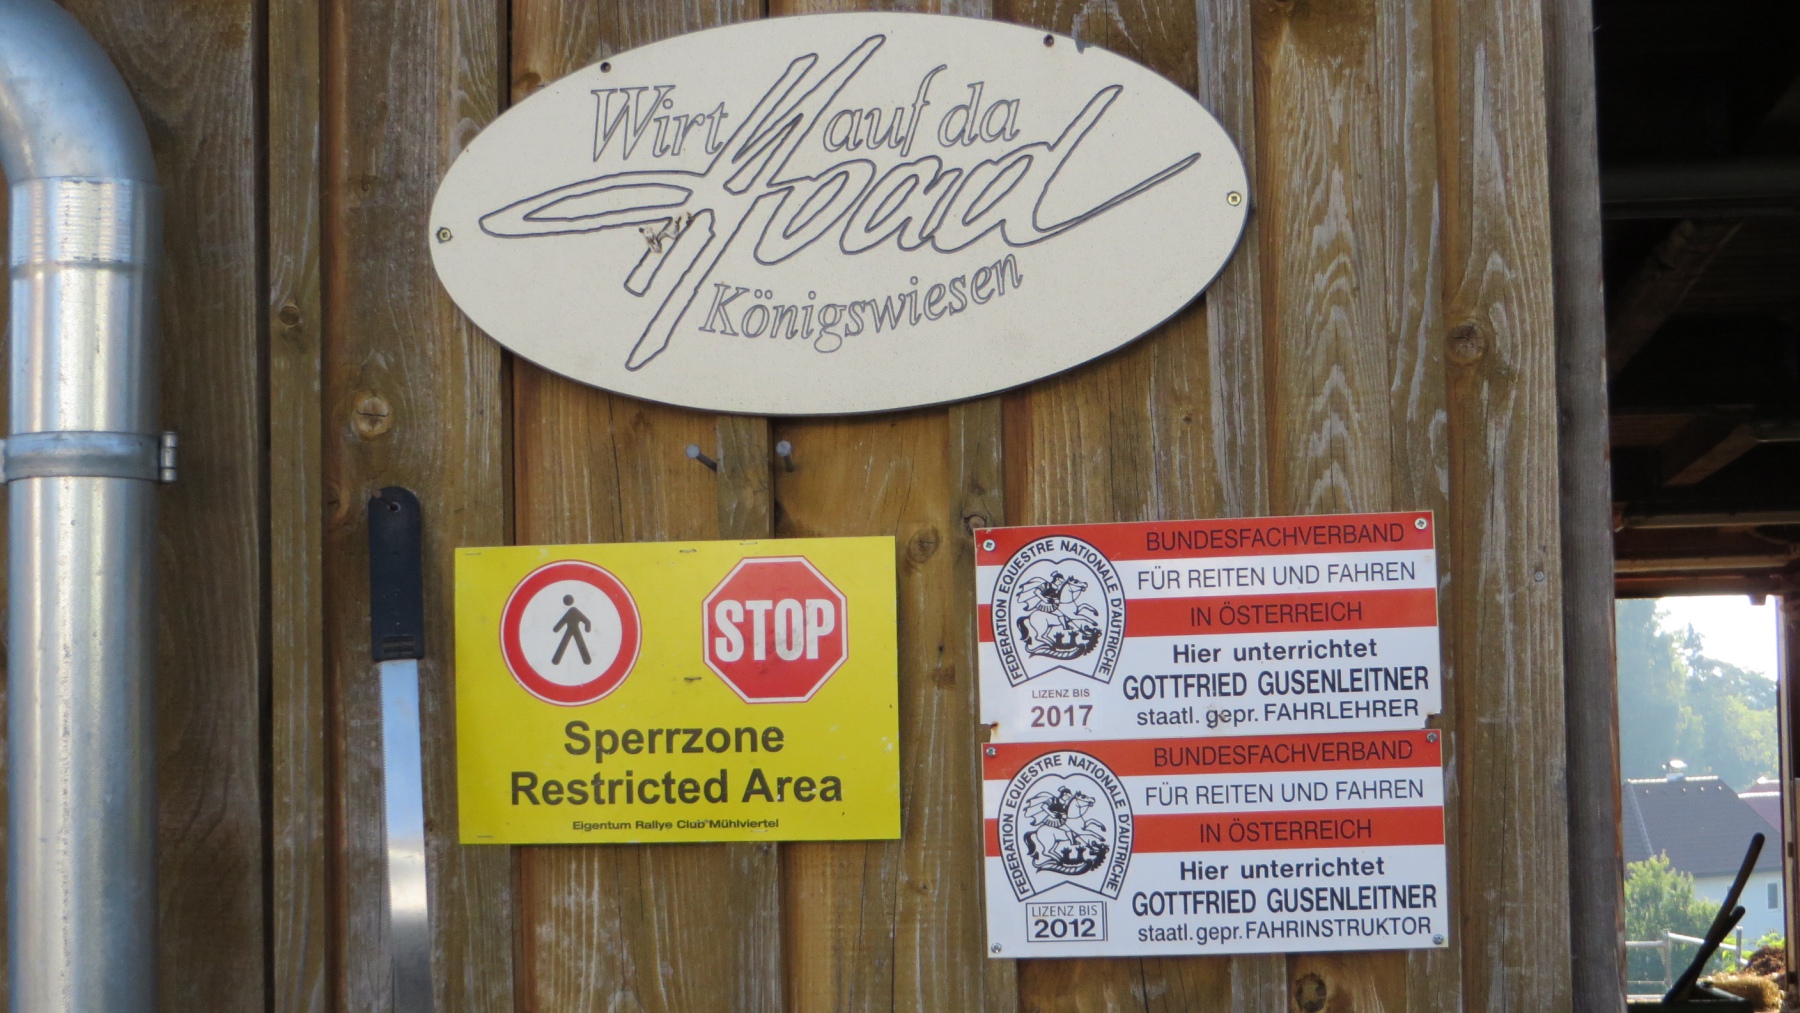 Wirt auf da
Hoad
Königswiesen
STOP
Sperrzone
Restricted Area
Eigentum Rallye Club Mühlviertel
BUNDESFACHVERBAND
FÜR REITEN UND FAHREN
IN ÖSTERREICH
FEDERATION EQUESTRE NATIONALE D'AUTRICHE
Hier unterrichtet
GOTTFRIED GUSENLEITNER
staatl. gepr. FAHRLEHRER
LIZENZ BIS
2017
BUNDESFACHVERBAND
FÜR REITEN UND FAHREN
IN ÖSTERREICH
FEDERATION EQUESTRE NATIONALE D'AUTRICHE
Hier unterrichtet
GOTTFRIED GUSENLEITNER
staatl. gepr. FAHRINSTRUKTOR
LIZENZ BIS
2012